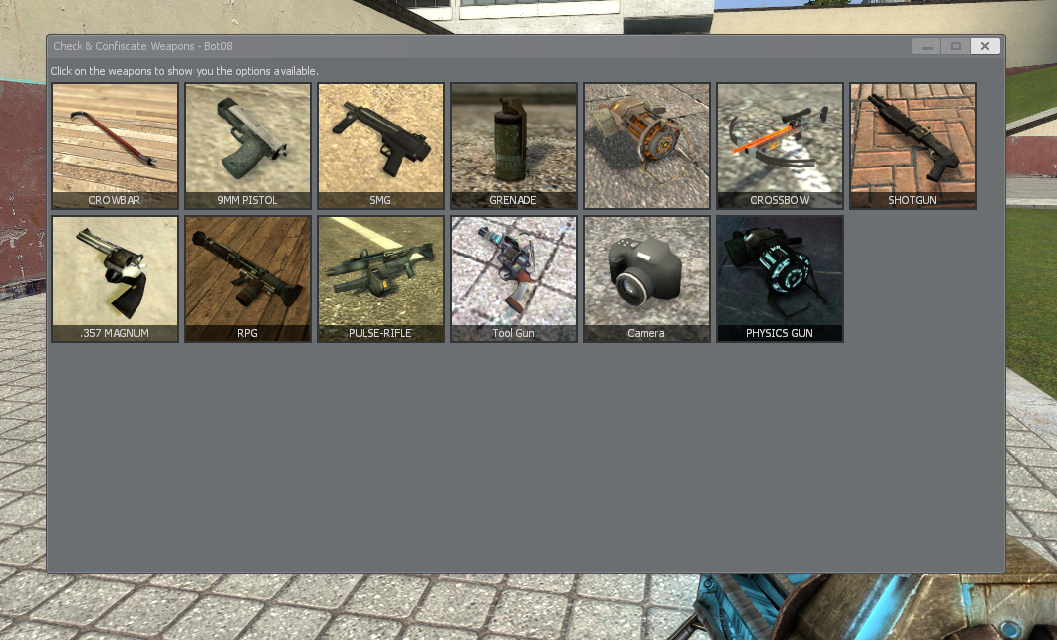 Check & Confiscate Weapons - Bot08
Click on the weapons to show you the options available.
CROWBAR
9MM PISTOL
SMG
GRENADE
CROSSBOW
SHOTGUN
.357 MAGNUM
RPG
PULSE-RIFLE
Tool Gun
Camera
PHYSICS GUN